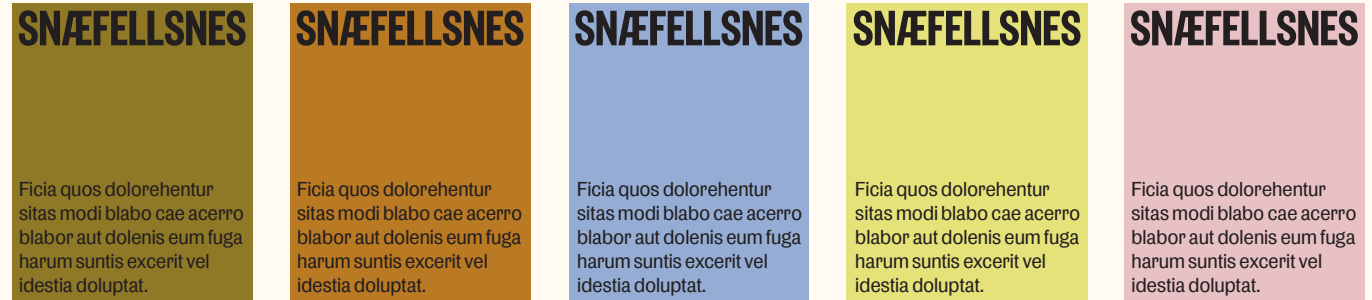 SNÆFELLSNES
Ficia quos dolorehentur
sitas modi blabo cae acerro
blabor aut dolenis eum fuga
harum suntis excerit vel
idestia doluptat.
SNÆFELLSNES
Ficia quos dolorehentur
sitas modi blabo cae acerro
blabor aut dolenis eum fuga
harum suntis excerit vel
idestia doluptat.
SNÆFELLSNES
Ficia quos dolorehentur
sitas modi blabo cae acerro
blabor aut dolenis eum fuga
harum suntis excerit vel
idestia doluptat.
SNÆFELLSNES
Ficia quos dolorehentur
sitas modi blabo cae acerro
blabor aut dolenis eum fuga
harum suntis excerit vel
idestia doluptat.
SNÆFELLSNES
Ficia quos dolorehentur
sitas modi blabo cae acerro
blabor aut dolenis eum fuga
harum suntis excerit vel
idestia doluptat.